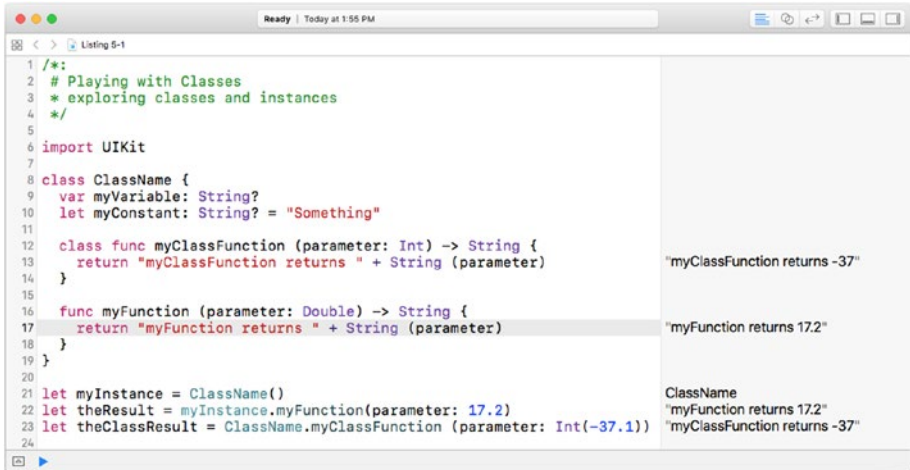 Ready | Today at 1:55 PM
Listing 5-1
1 /*:
2 # Playing with Classes
3 * exploring classes and instances
4 */
5
6 import UIKit
7
8 class ClassName {
9 var myVariable: String?
10 let myConstant: String? = "Something"
11
12 class func myClassFunction (parameter: Int) -> String {
13 return "myClassFunction returns " + String (parameter) "myClassFunction returns -37"
14 }
15
16 func myFunction (parameter: Double) -> String {
17 return "myFunction returns " + String (parameter) "myFunction returns 17.2"
18 }
19 }
20
21 let myInstance = ClassName() ClassName
22 let theResult = myInstance.myFunction(parameter: 17.2) "myFunction returns 17.2"
23 let theClassResult = ClassName.myClassFunction (parameter: Int(-37.1)) "myClassFunction returns -37"
24